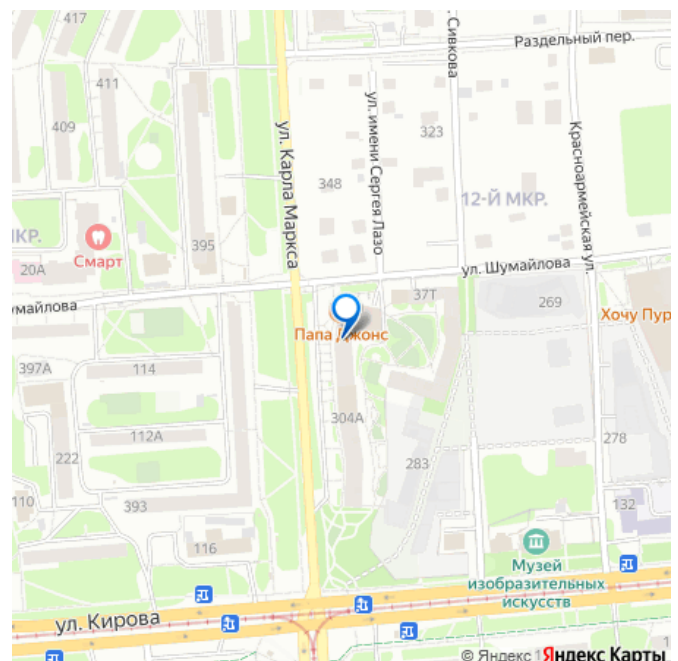 417
Раздельный пер.
Сивкова
411
409
ул. Карла Маркса
ул. имени Сергея Лазо
323
Красноармейская ул.
348
12-Й МКР.
КР.
395
Смарт
20А
ул. Шумайлова
умайлова
37Т
269
Папа Джонс
Хочу Пур
397А
114
304А
112А
222
283
278
110
393
132
116
Музей
изобразительных
искусств
ул. Кирова
© Яндекс
Яндекс Карты